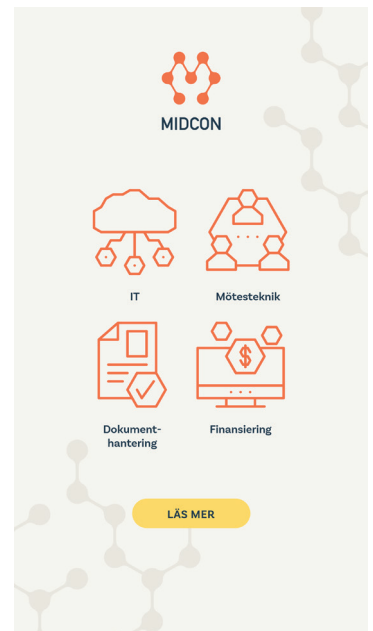 MIDCON
IT
Mötesteknik
Dokument-
hantering
Finansiering
$
LÄS MER